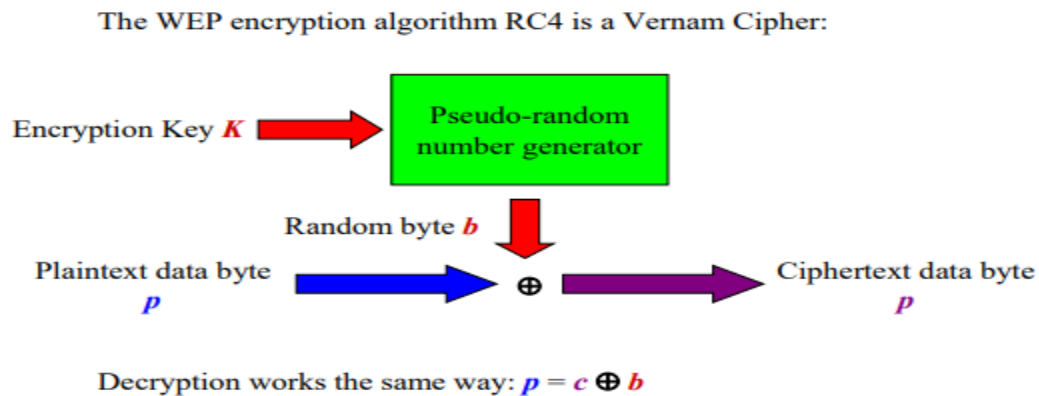 The WEP encryption algorithm RC4 is a Vernam Cipher:
Pseudo-random
number generator
Encryption Key K
Random byte b
Plaintext data byte
p
⊕
Ciphertext data byte
p
Decryption works the same way: p = c ⊕ b